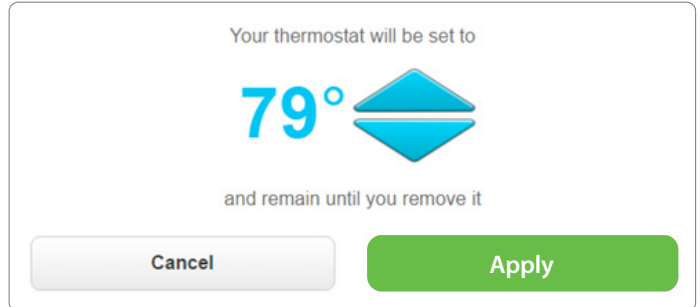 Your thermostat will be set to
79°
and remain until you remove it
Cancel
Apply